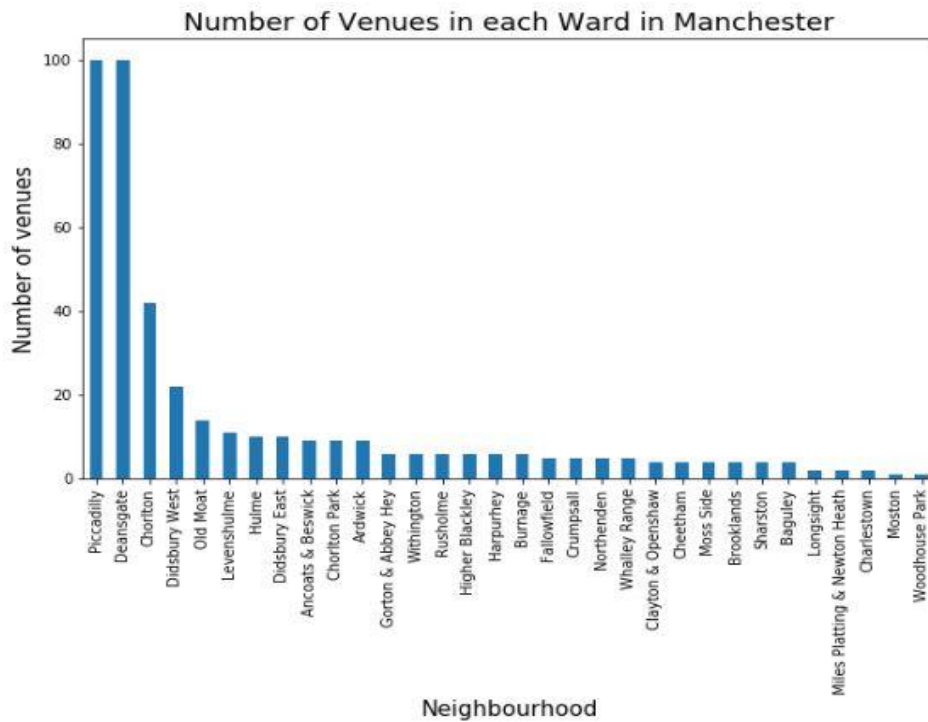 Number of Venues in each Ward in Manchester
100
80
60
40
20
0
Number of venues
Piccadilly
Deansgate
Chorlton
Didsbury West
Old Moat
Levenshulme
Hulme
Didsbury East
Ancoats & Beswick
Chorlton Park
Ardwick
Gorton & Abbey Hey
Withington
Rusholme
Higher Blackley
Harpurhey
Burnage
Fallowfield
Crumpsall
Northenden
Whalley Range
Clayton & Openshaw
Cheetham
Moss Side
Brooklands
Sharston
Baguley
Longsight
Miles Platting & Newton Heath
Charlestown
Moston
Woodhouse Park
Neighbourhood